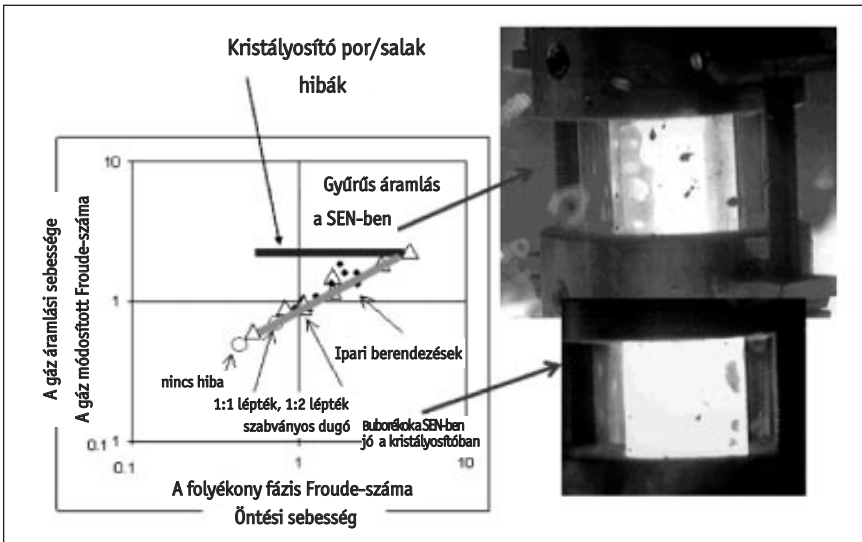 Kristályosító por/salak
hibák
10
Gyűrűs áramlás
a SEN-ben
A gáz áramlási sebessége
A gáz módosított Froude-száma
1
Ipari berendezések
nincs hiba
1:1 lépték, 1:2 lépték
szabványos dugó
Buborékok a SEN-ben
jó a kristályosítóban
0.1
0.1
1
10
A folyékony fázis Froude-száma
Öntési sebesség